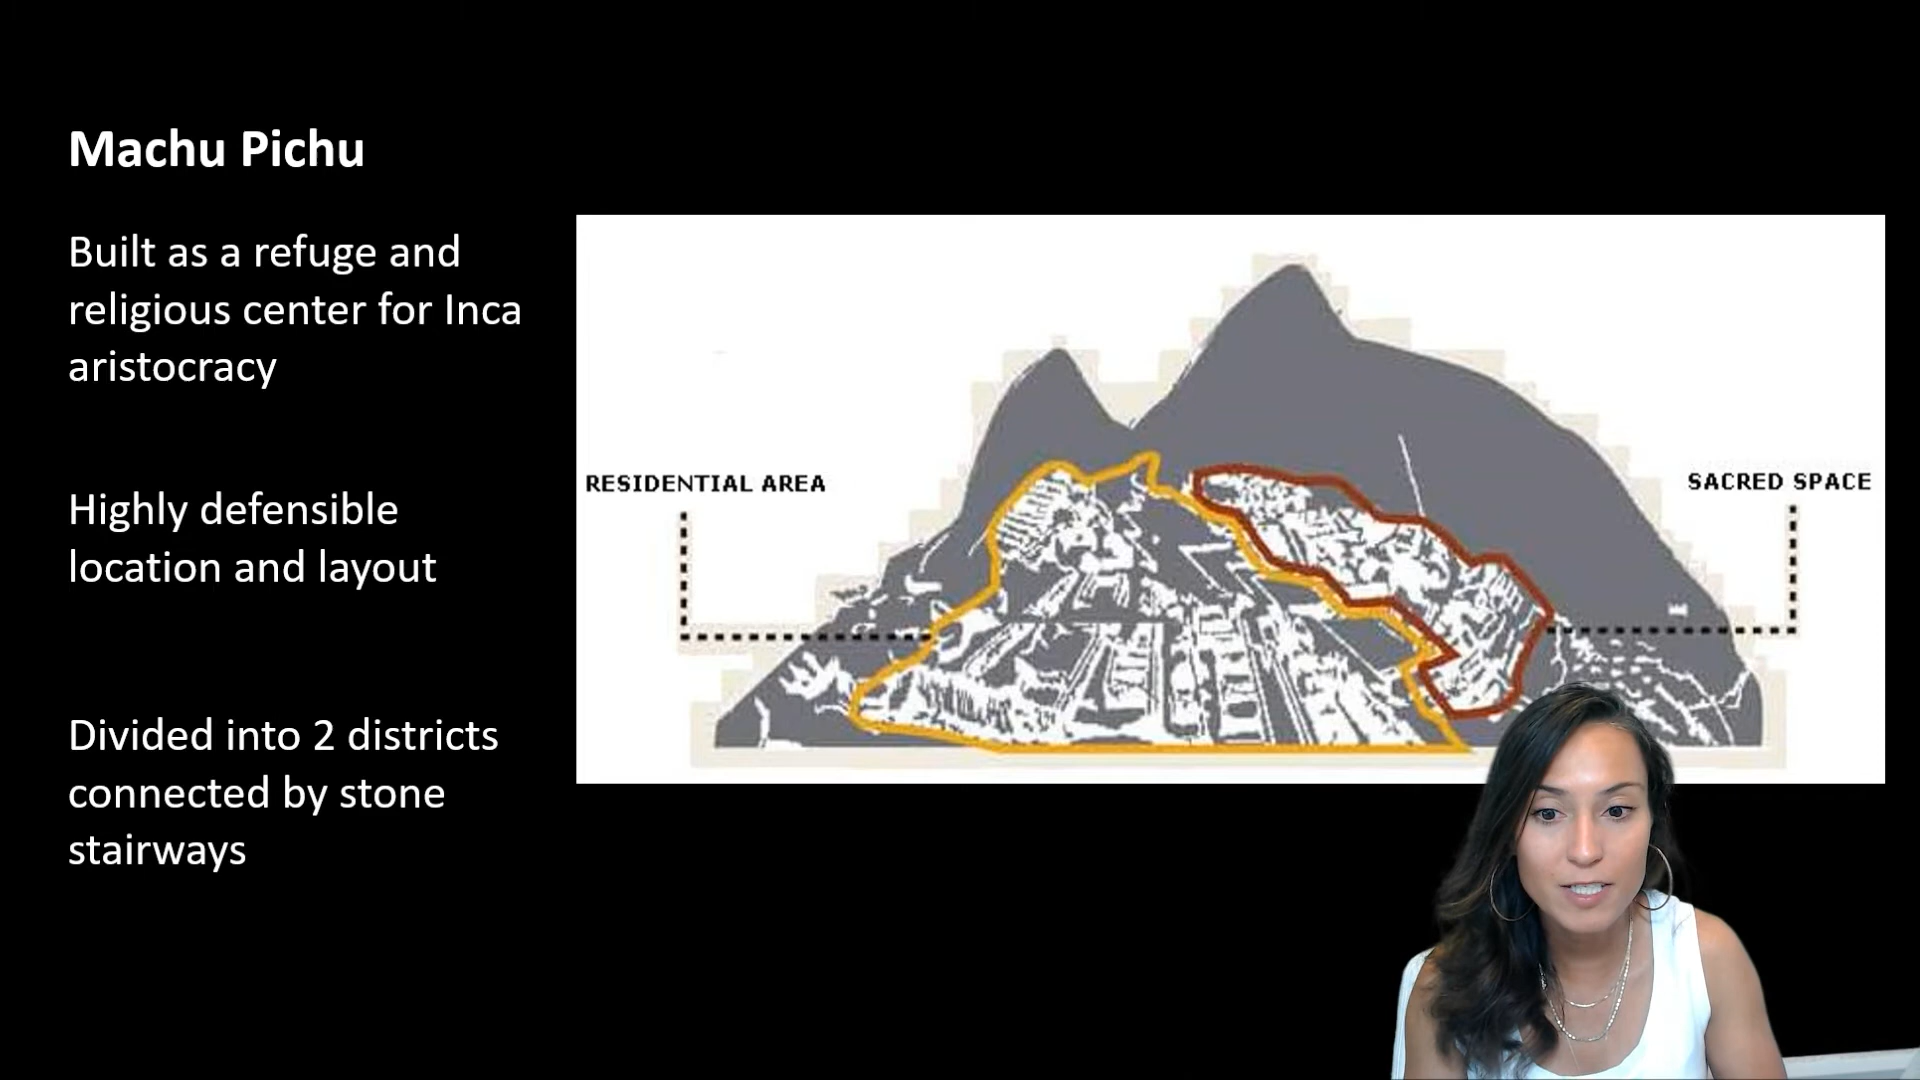 Machu Pichu
Built as a refuge and
religious center for Inca
aristocracy
Highly defensible
location and layout
Divided into 2 districts
connected by stone
stairways
RESIDENTIAL AREA
SACRED SPACE